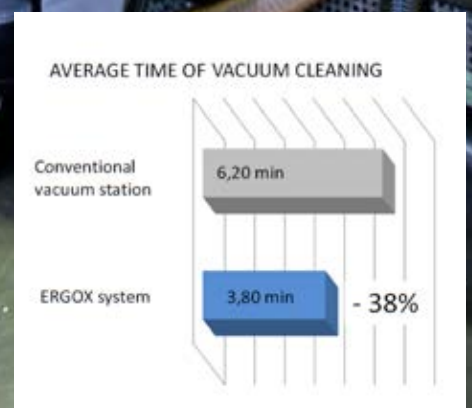 AVERAGE TIME OF VACUUM CLEANING
Conventional
vacuum station
6,20 min
ERGOX system
3,80 min
- 38%